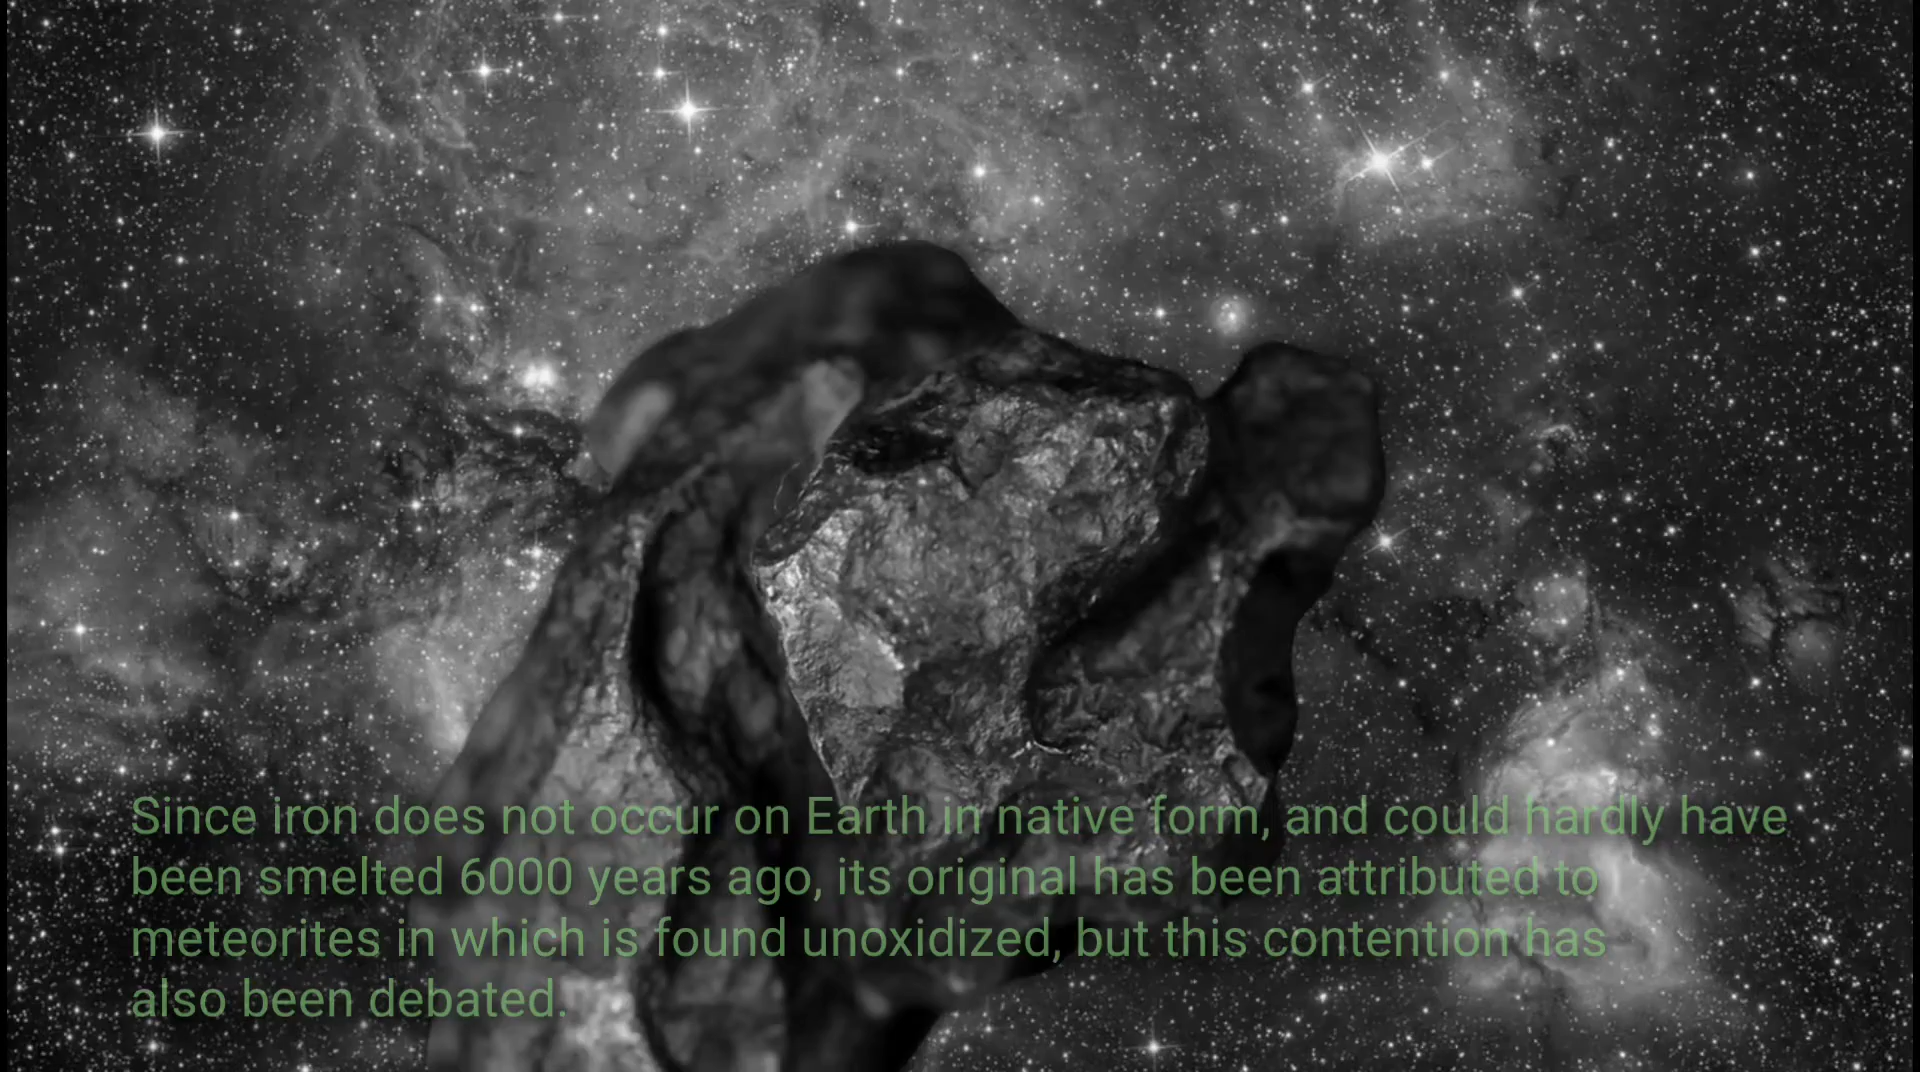 Since iron does not occur on Earth in native form, and could hardly have
been smelted 6000 years ago, its original has been attributed to
meteorites in which is found unoxidized, but this contention has
also been debated.